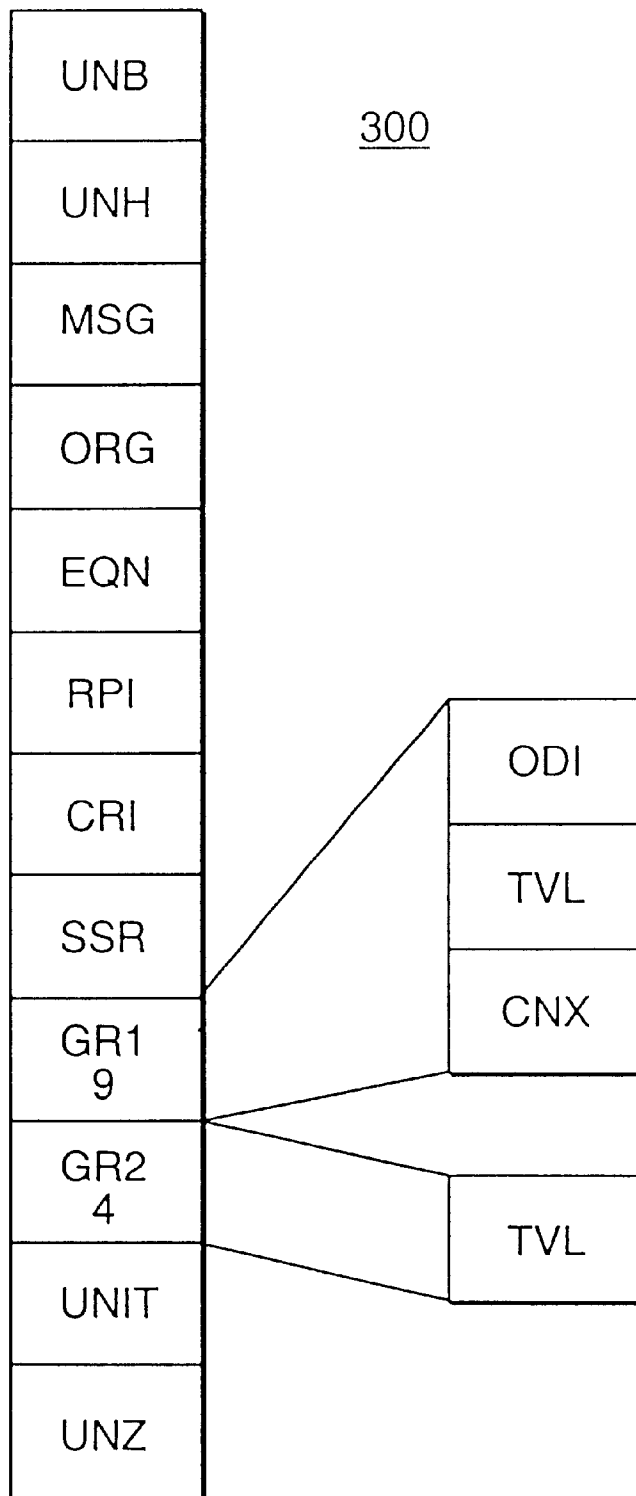 UNB
300
UNH
MSG
ORG
EQN
RPI
CRI
SSR
GR1
9
GR2
4
UNIT
UNZ
ODI
TVL
CNX
TVL